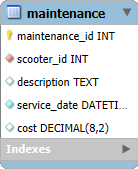 maintenance
maintenance_id INT
scooter_id INT
description TEXT
service_date DATETI...
cost DECIMAL(8,2)
Indexes